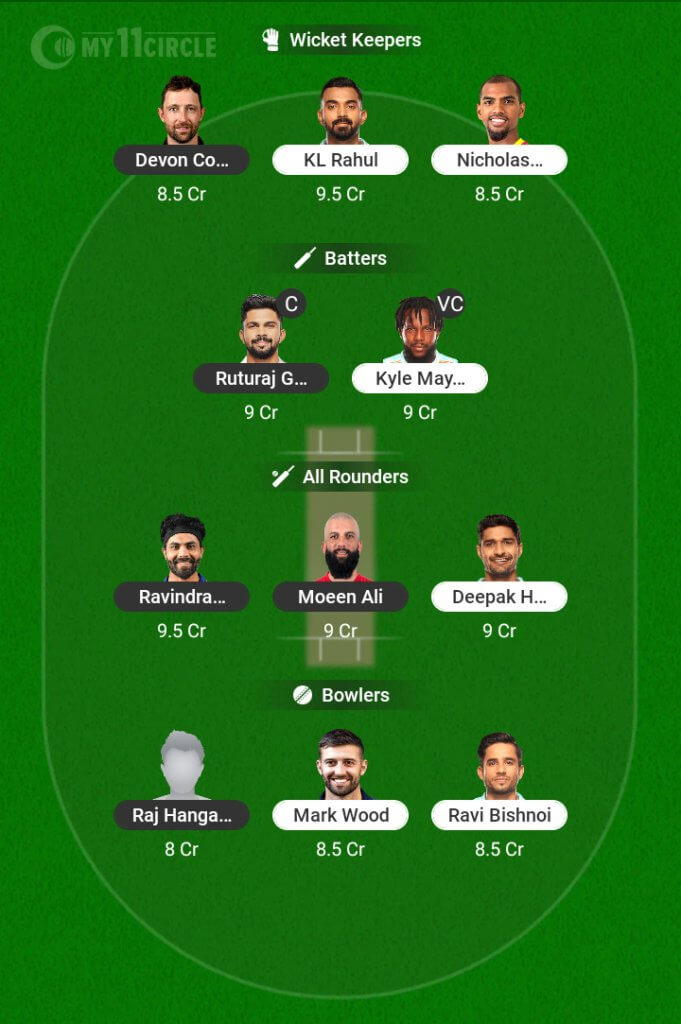 MY11CIRCLE
Wicket Keepers
Devon Co...
KL Rahul
Nicholas...
8.5 Cr
9.5 Cr
8.5 Cr
Batters
C
VC
Ruturaj G...
Kyle May...
9 Cr
9 Cr
All Rounders
Ravindra...
Moeen Ali
Deepak H...
9.5 Cr
9 Cr
9 Cr
Bowlers
Raj Hanga...
Mark Wood
Ravi Bishnoi
8 Cr
8.5 Cr
8.5 Cr